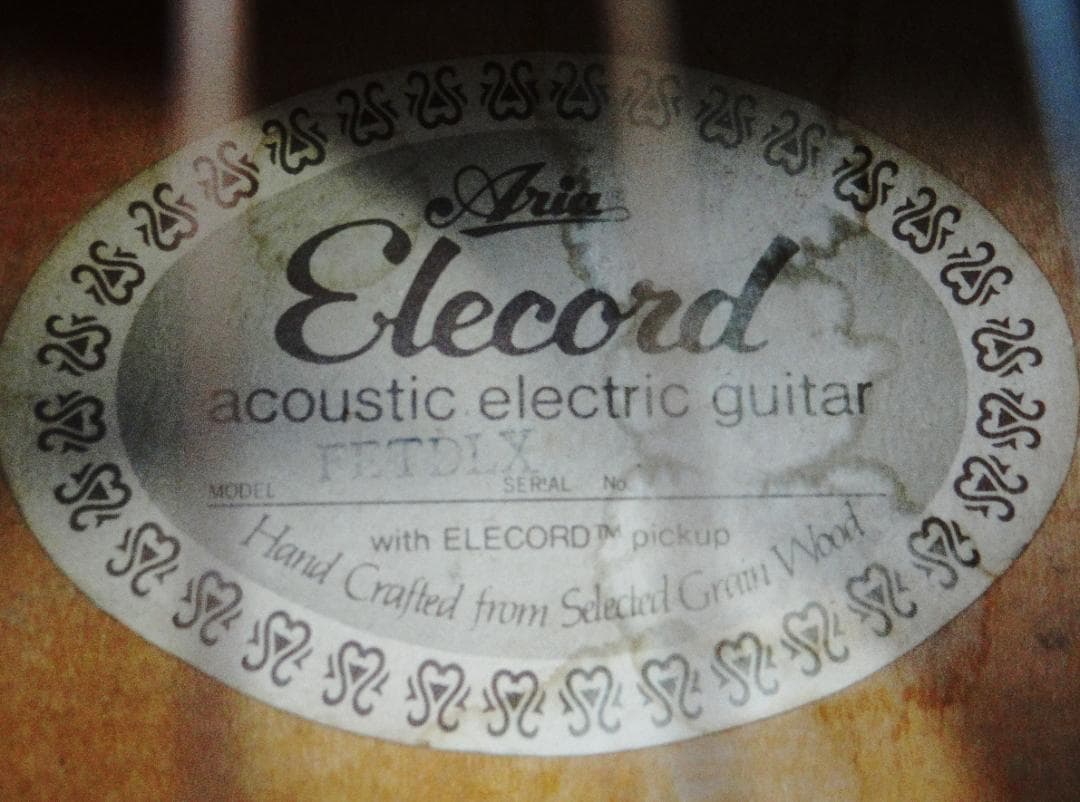 Aria
Elecord
acoustic electric guitar
FETDLX
MODEL SERIAL No.
with ELECORD™ pickup
Hand Crafted from Selected Grain Wood